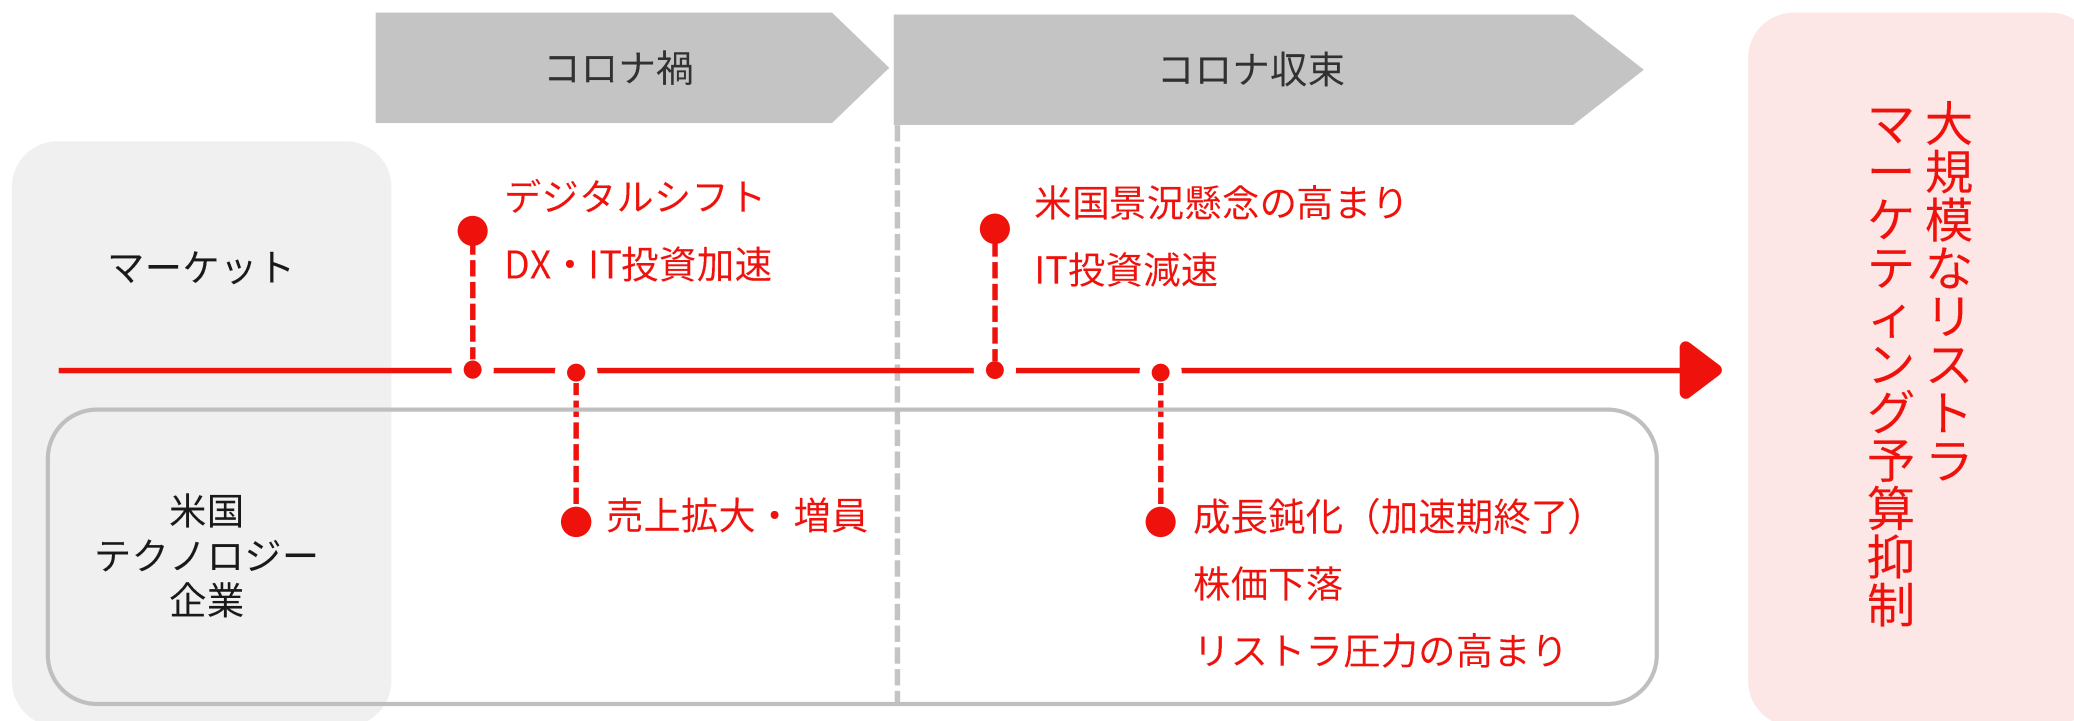 コロナ禍
コロナ収束
マーケット
デジタルシフト
DX・IT投資加速
米国景況懸念の高まり
IT投資減速
米国
テクノロジー
企業
売上拡大・増員
成長鈍化（加速期終了）
株価下落
リストラ圧力の高まり
大規模なリストラ
マーケティング予算抑制